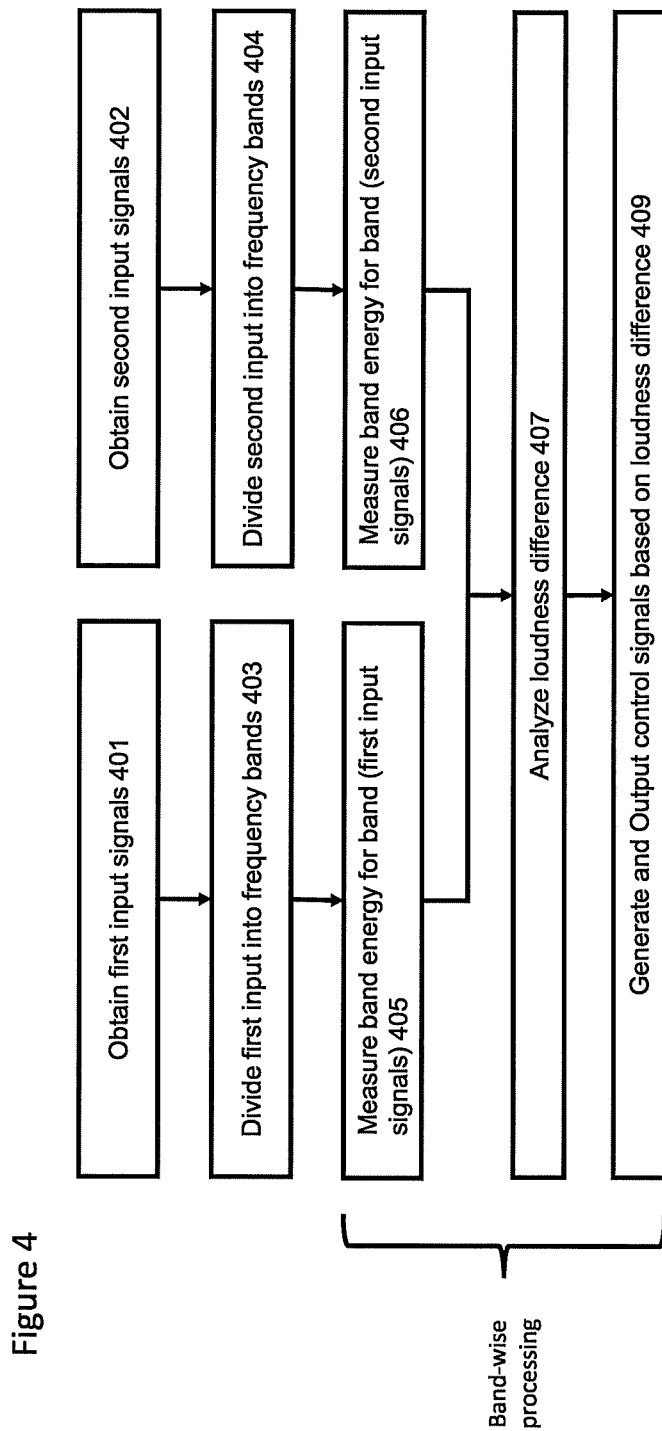 Figure 4
Obtain first input signals 401
Obtain second input signals 402
Divide first input into frequency bands 403
Divide second input into frequency bands 404
Measure band energy for band (first input
signals) 405
Measure band energy for band (second input
signals) 406
Band-wise
processing
Analyze loudness difference 407
Generate and Output control signals based on loudness difference 409